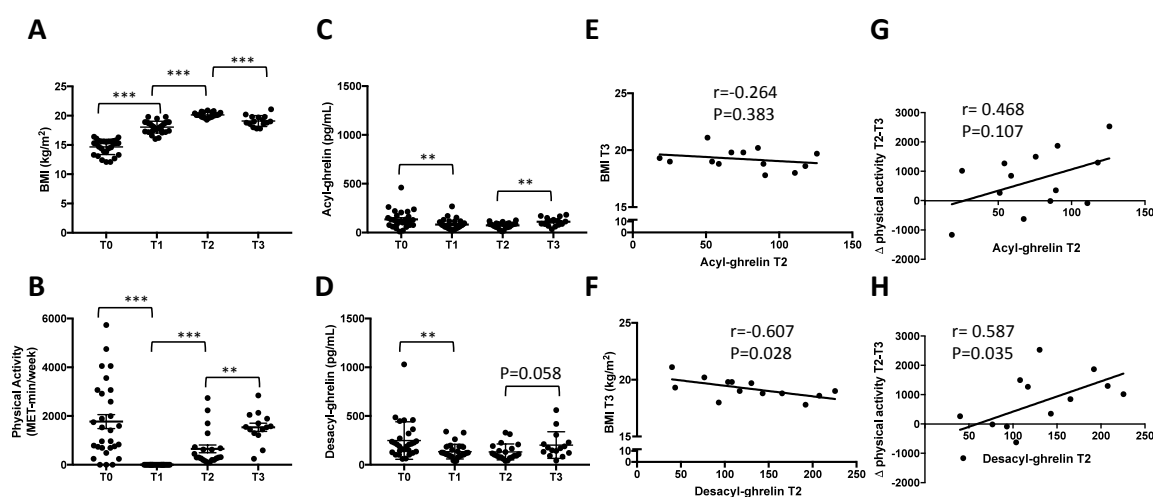 A
***
***
***
BMI (kg/m²)
25
20
15
10
5
0
T0 T1 T2 T3
B
***
***
**
Physical Activity
(MET-min/week)
6000
4000
2000
0
T0 T1 T2 T3
C
Acyl-ghrelin (pg/mL)
1500
1000
500
0
**
**
T0 T1 T2 T3
D
Desacyl-ghrelin (pg/mL)
1500
1000
500
0
**
P=0.058
T0 T1 T2 T3
E
r=-0.264
P=0.383
BMI T3
25
20
15
10
0
0 50 100 150
Acyl-ghrelin T2
F
r=-0.607
P=0.028
BMI T3 (kg/m²)
25
20
15
10
0
0 50 100 150 200 250
Desacyl-ghrelin T2
G
r= 0.468
P=0.107
Δ physical activity T2-T3
3000
2000
1000
0
-1000
-2000
50 100 150
Acyl-ghrelin T2
H
r= 0.587
P=0.035
Δ physical activity T2-T3
3000
2000
1000
0
-1000
-2000
50 100 150 200 250
Desacyl-ghrelin T2